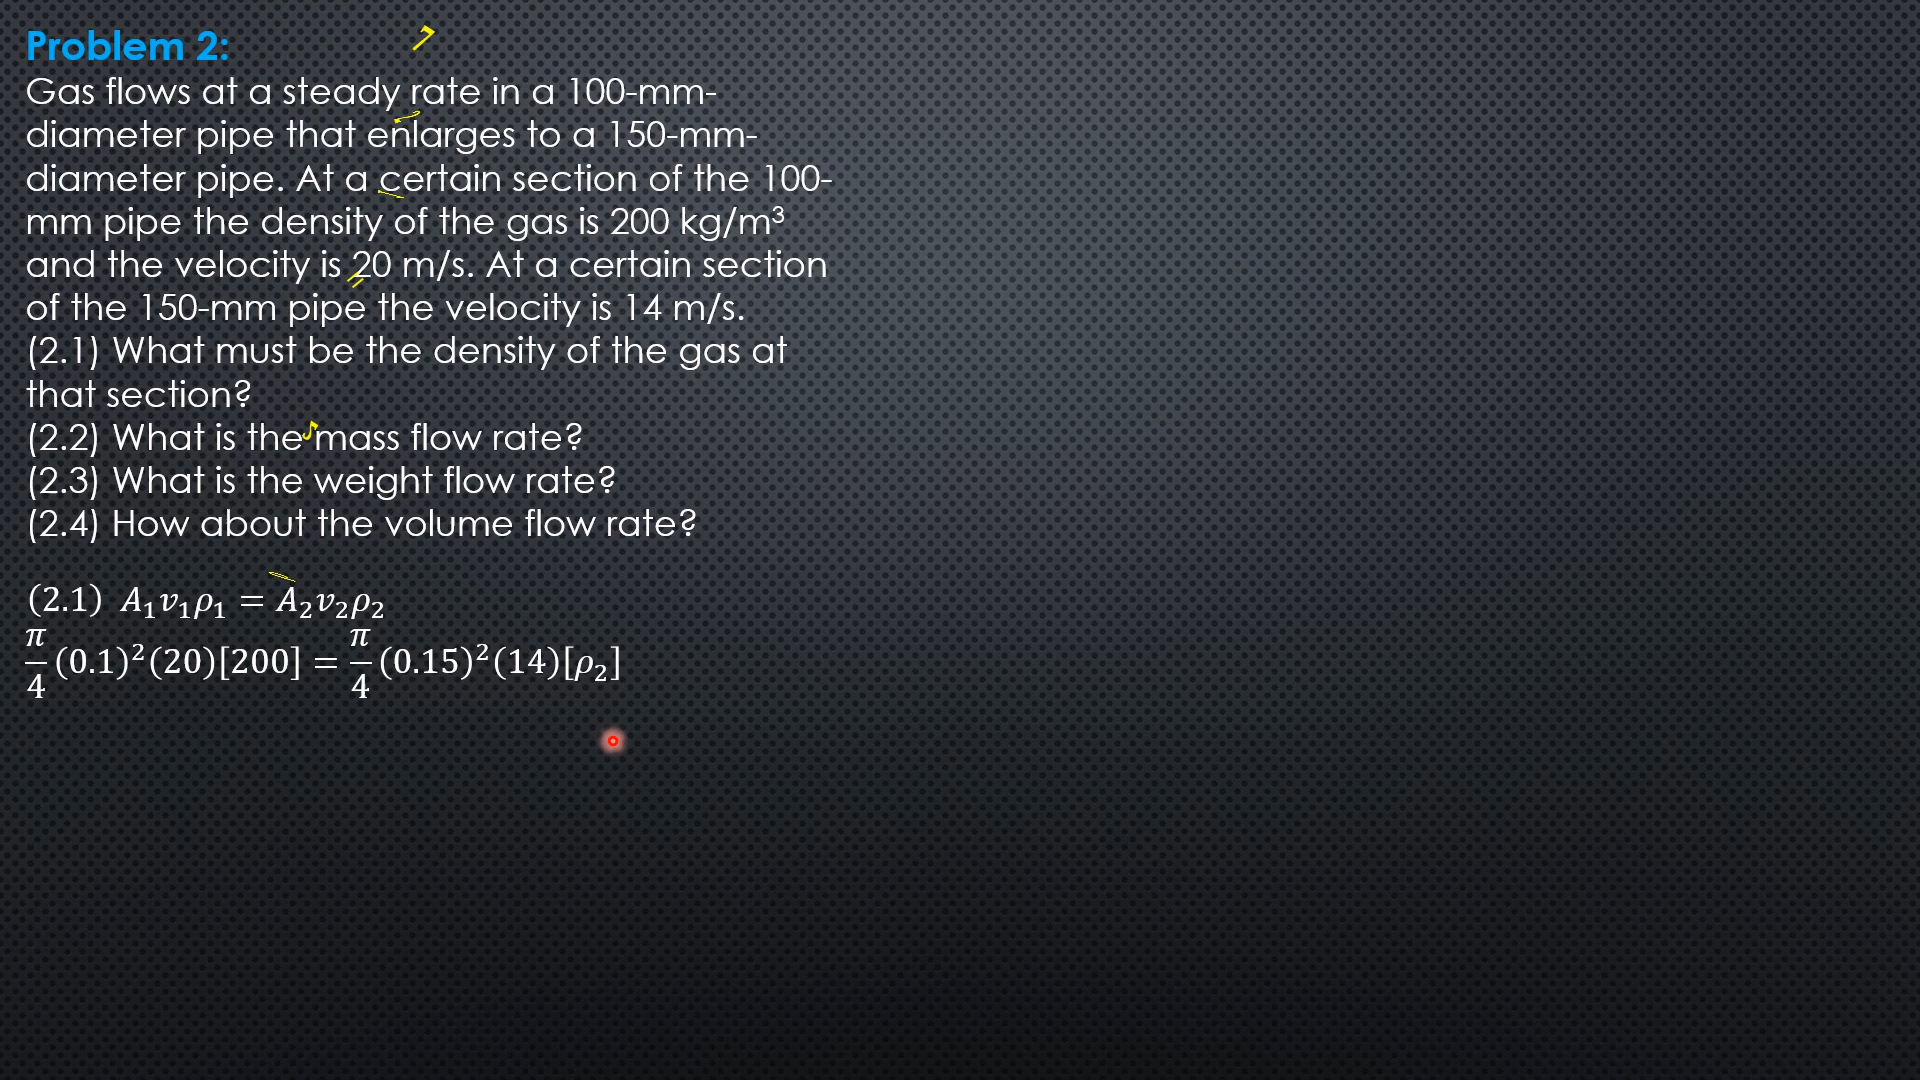 Problem 2:
Gas flows at a steady rate in a 100-mm-
diameter pipe that enlarges to a 150-mm-
diameter pipe. At a certain section of the 100-
mm pipe the density of the gas is 200 kg/m³
and the velocity is 20 m/s. At a certain section
of the 150-mm pipe the velocity is 14 m/s.
(2.1) What must be the density of the gas at
that section?
(2.2) What is the mass flow rate?
(2.3) What is the weight flow rate?
(2.4) How about the volume flow rate?
(2.1) A₁v₁ρ₁ = A₂v₂ρ₂
π/4 (0.1)²(20)[200] = π/4 (0.15)²(14)[ρ₂]